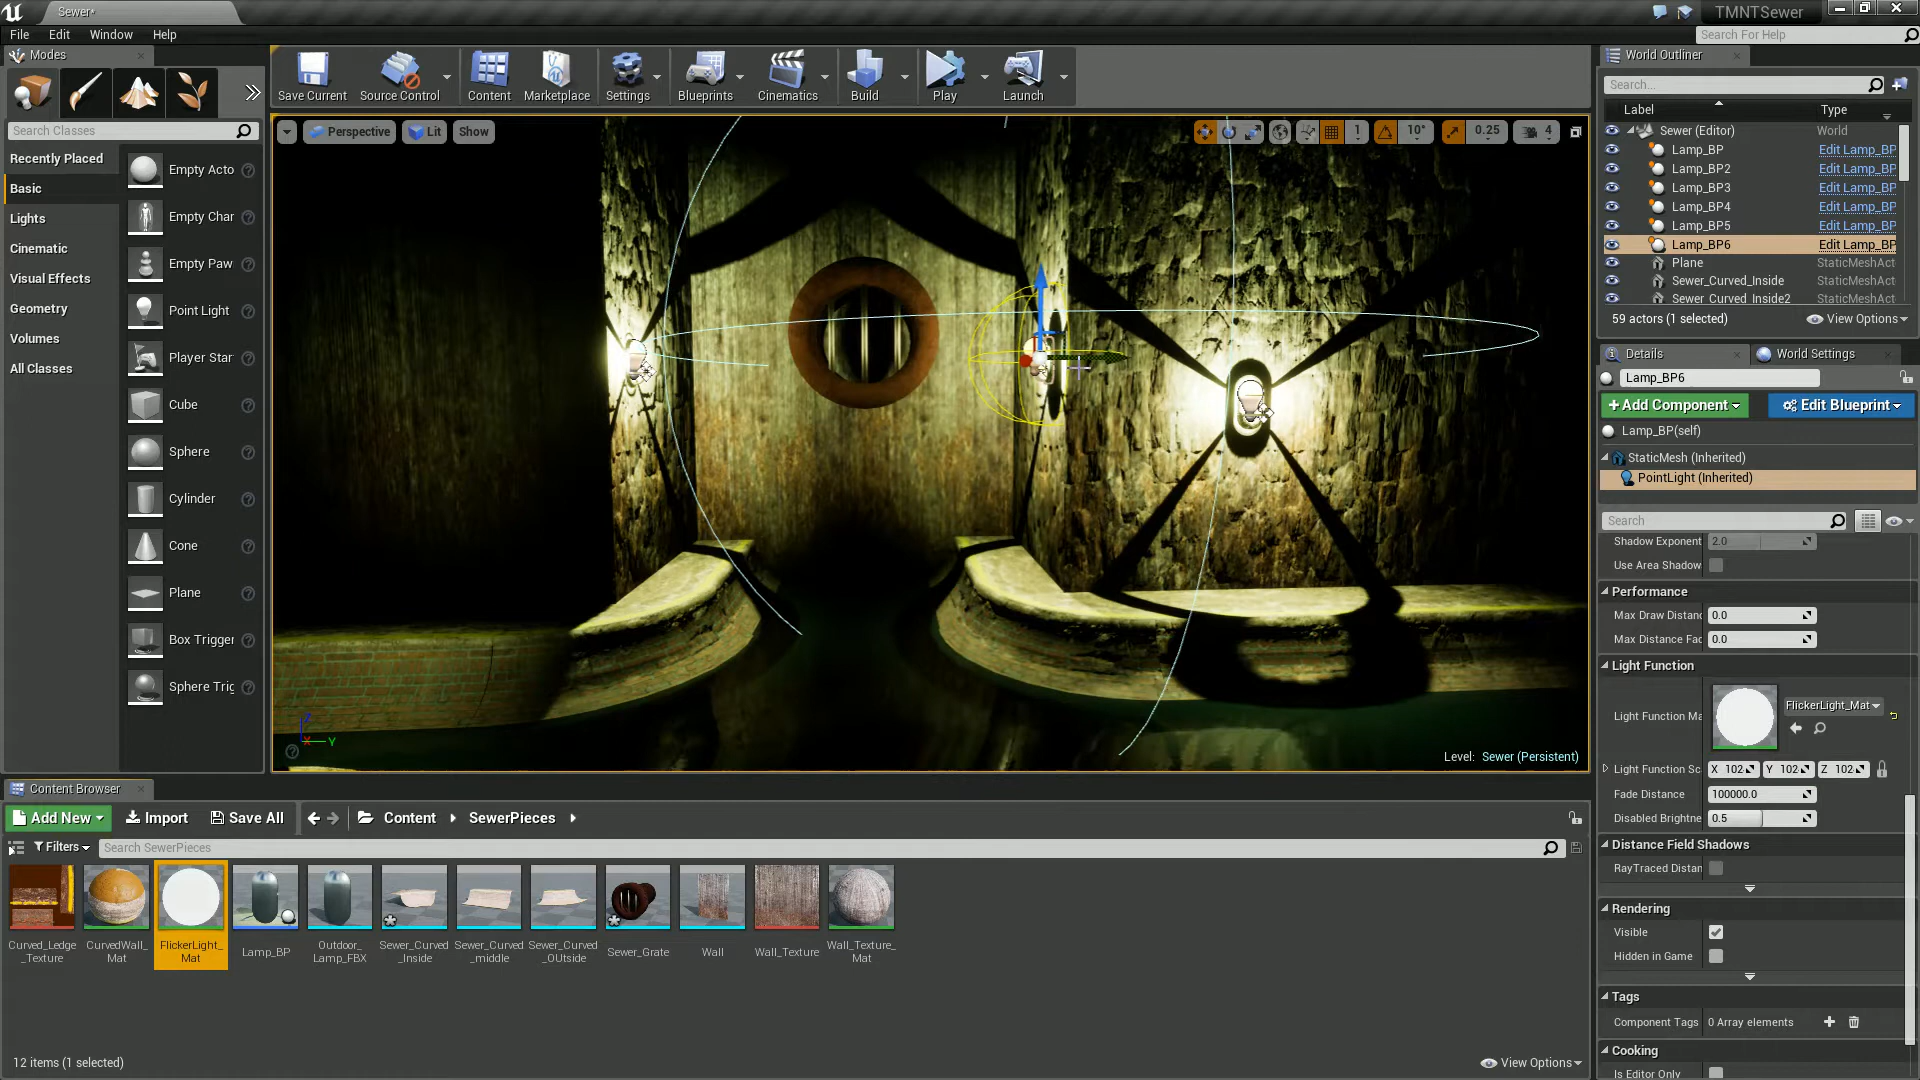 Sewer*
TMNTSewer
File Edit Window Help
Search For Help
Modes
Search Classes
Recently Placed
Basic
Lights
Cinematic
Visual Effects
Geometry
Volumes
All Classes
Empty Acto
Empty Char
Empty Paw
Point Light
Player Star
Cube
Sphere
Cylinder
Cone
Plane
Box Trigger
Sphere Trig
Save Current
Source Control
Content
Marketplace
Settings
Blueprints
Cinematics
Build
Play
Launch
Perspective
Lit
Show
1
10°
0.25
4
Level: Sewer (Persistent)
World Outliner
Search...
Label Type
Sewer (Editor) World
Lamp_BP Edit Lamp_BP
Lamp_BP2 Edit Lamp_BP
Lamp_BP3 Edit Lamp_BP
Lamp_BP4 Edit Lamp_BP
Lamp_BP5 Edit Lamp_BP
Lamp_BP6 Edit Lamp_BP
Plane StaticMeshAct
Sewer_Curved_Inside StaticMeshAct
Sewer_Curved_Inside2 StaticMeshAct
59 actors (1 selected)
View Options
Details
World Settings
Lamp_BP6
+Add Component
Edit Blueprint
Lamp_BP(self)
StaticMesh (Inherited)
PointLight (Inherited)
Search
Shadow Exponent 2.0
Use Area Shadow
Performance
Max Draw Distanc 0.0
Max Distance Fac 0.0
Light Function
Light Function Ma
FlickerLight_Mat
Light Function Sc X 102 Y 102 Z 102
Fade Distance 100000.0
Disabled Brightne 0.5
Distance Field Shadows
RayTraced Distan
Rendering
Visible
Hidden in Game
Tags
Component Tags 0 Array elements
Cooking
Is Editor Only
Content Browser
Add New
Import
Save All
Content
SewerPieces
Filters
Search SewerPieces
Curved_Ledge
_Texture
CurvedWall_
Mat
FlickerLight_
Mat
Lamp_BP
Outdoor_
Lamp_FBX
Sewer_Curved
_Inside
Sewer_Curved
_middle
Sewer_Curved
_OUtside
Sewer_Grate
Wall
Wall_Texture
Wall_Texture_
Mat
12 items (1 selected)
View Options
X
Y
Z